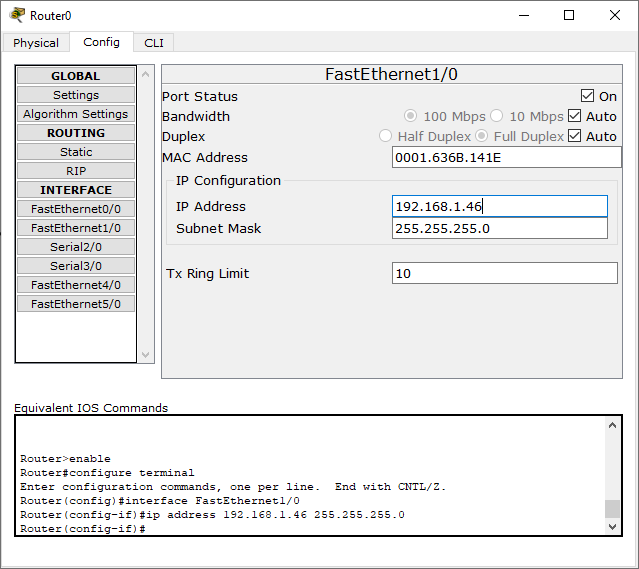 Router0
Physical Config CLI
GLOBAL
Settings
Algorithm Settings
ROUTING
Static
RIP
INTERFACE
FastEthernet0/0
FastEthernet1/0
Serial2/0
Serial3/0
FastEthernet4/0
FastEthernet5/0
FastEthernet1/0
Port Status On
Bandwidth 100 Mbps 10 Mbps Auto
Duplex Half Duplex Full Duplex Auto
MAC Address 0001.636B.141E
IP Configuration
IP Address 192.168.1.46
Subnet Mask 255.255.255.0
Tx Ring Limit 10
Equivalent IOS Commands
Router>enable
Router#configure terminal
Enter configuration commands, one per line.  End with CNTL/Z.
Router(config)#interface FastEthernet1/0
Router(config-if)#ip address 192.168.1.46 255.255.255.0
Router(config-if)#